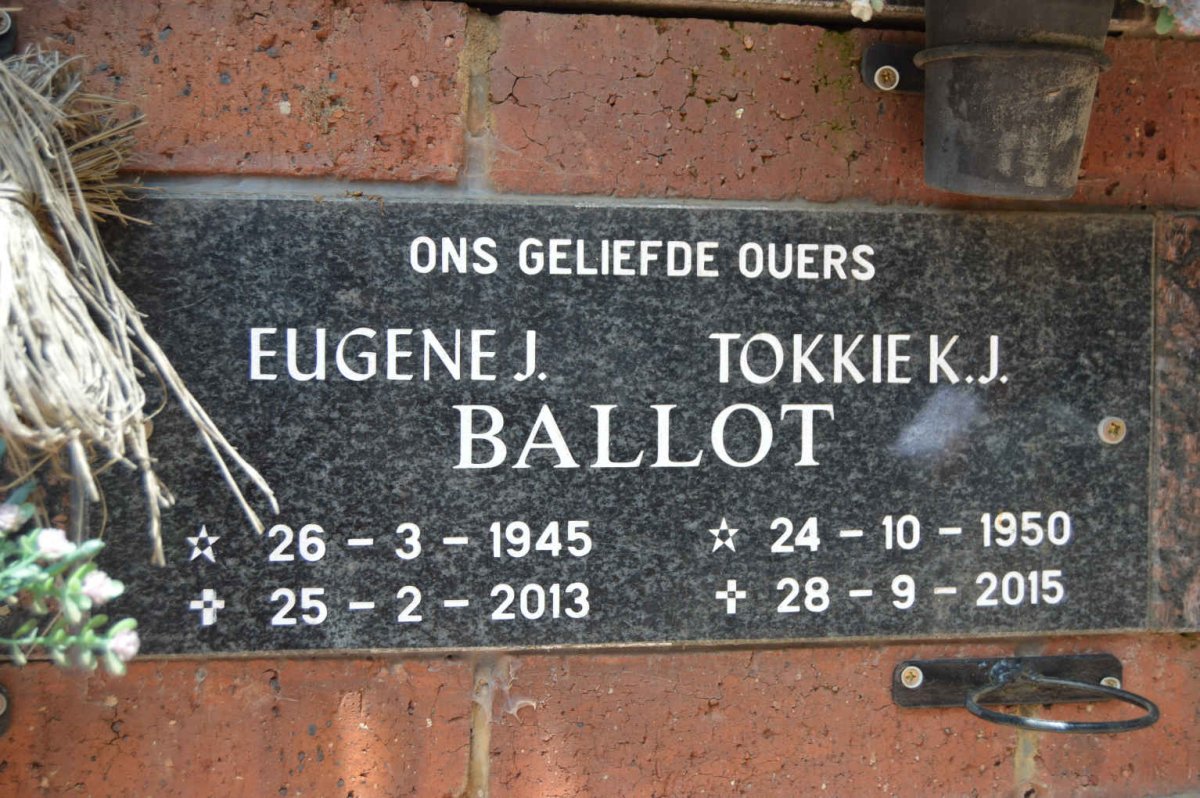 ONS GELIEFDE OUERS
EUGENE J. TOKKIE K.J.
BALLOT
26 - 3 - 1945 24 - 10 - 1950
25 - 2 - 2013 28 - 9 - 2015